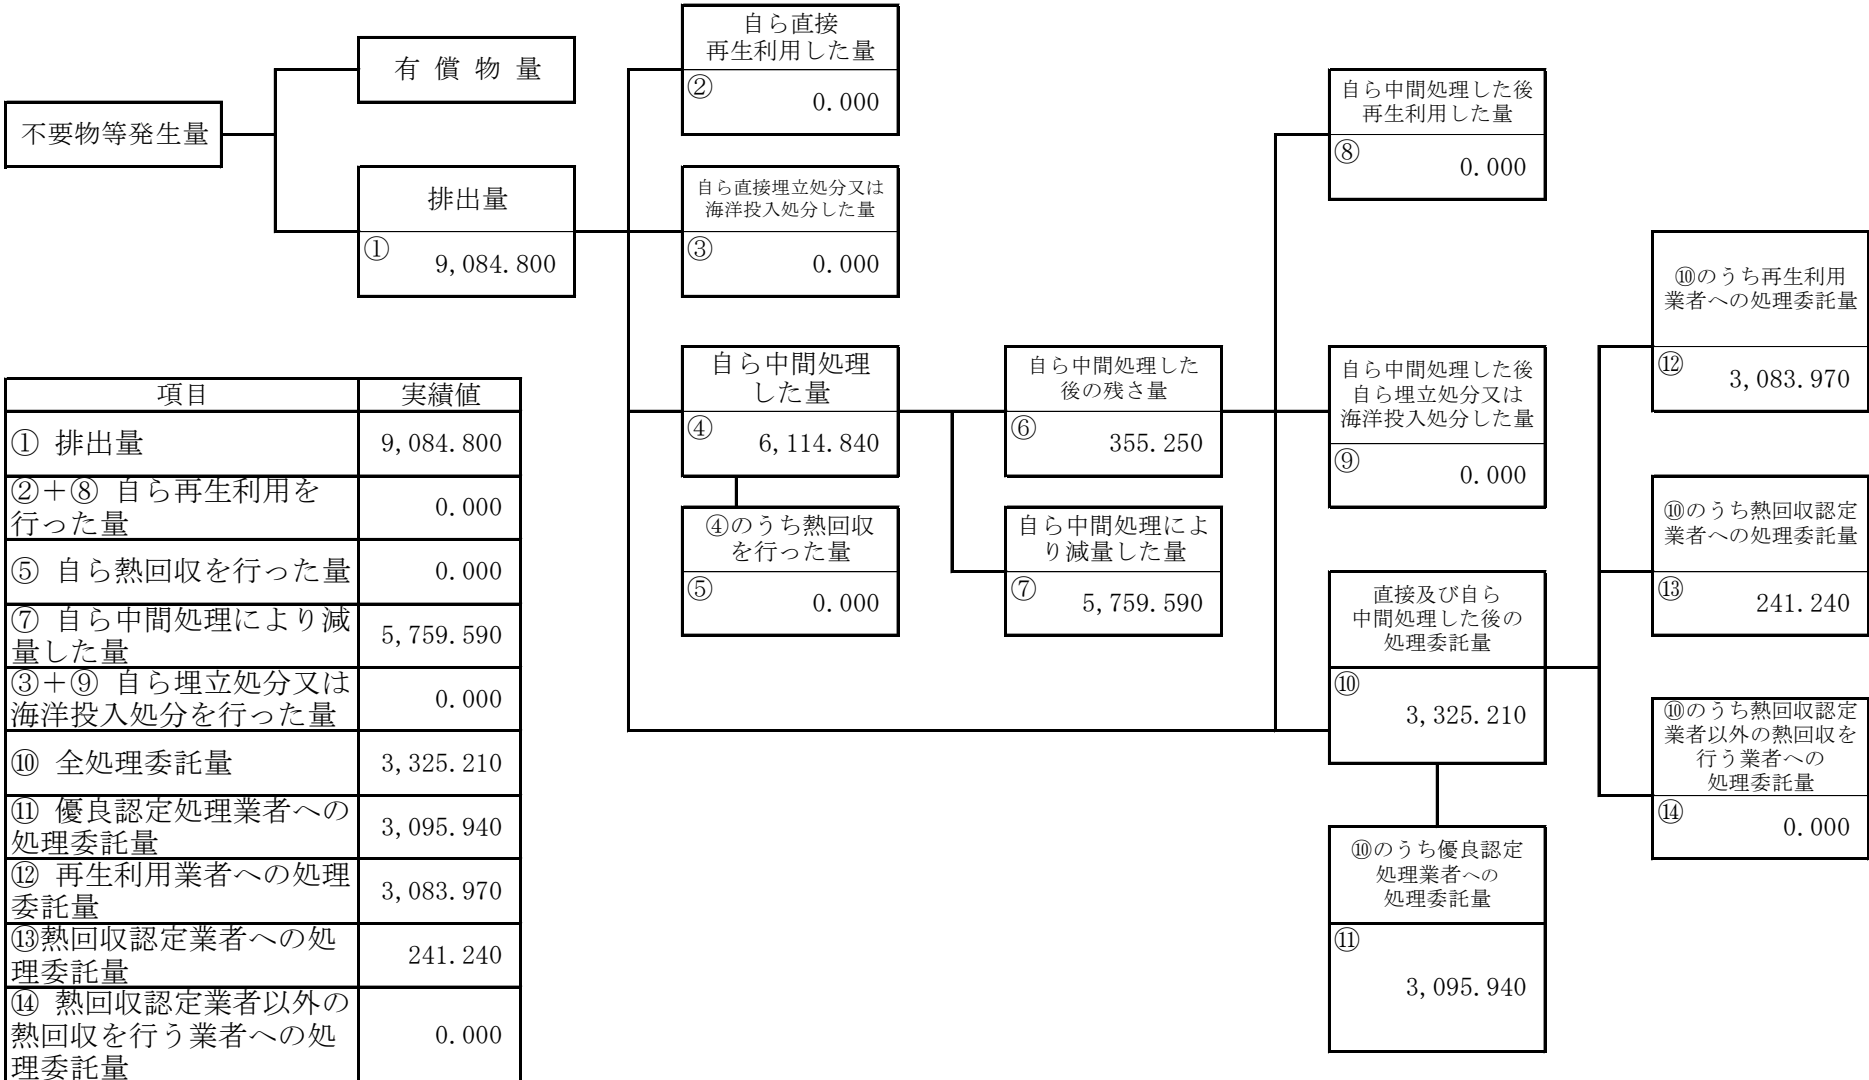 不要物等発生量
有 償 物 量
排出量
①
9,084.800
自ら直接
再生利用した量
②
0.000
自ら直接埋立処分又は
海洋投入処分した量
③
0.000
自ら中間処理
した量
④
6,114.840
④のうち熱回収
を行った量
⑤
0.000
自ら中間処理した
後の残さ量
⑥
355.250
自ら中間処理によ
り減量した量
⑦
5,759.590
自ら中間処理した後
再生利用した量
⑧
0.000
自ら中間処理した後
自ら埋立処分又は
海洋投入処分した量
⑨
0.000
直接及び自ら
中間処理した後の
処理委託量
⑩
3,325.210
⑩のうち優良認定
処理業者への
処理委託量
⑪
3,095.940
⑩のうち再生利用
業者への処理委託量
⑫
3,083.970
⑩のうち熱回収認定
業者への処理委託量
⑬
241.240
⑩のうち熱回収認定
業者以外の熱回収を
行う業者への
処理委託量
⑭
0.000
項目 実績値
① 排出量 9,084.800
②＋⑧ 自ら再生利用を
行った量 0.000
⑤ 自ら熱回収を行った量 0.000
⑦ 自ら中間処理により減
量した量 5,759.590
③＋⑨ 自ら埋立処分又は
海洋投入処分を行った量 0.000
⑩ 全処理委託量 3,325.210
⑪ 優良認定処理業者への
処理委託量 3,095.940
⑫ 再生利用業者への処理
委託量 3,083.970
⑬熱回収認定業者への処
理委託量 241.240
⑭ 熱回収認定業者以外の
熱回収を行う業者への処
理委託量 0.000